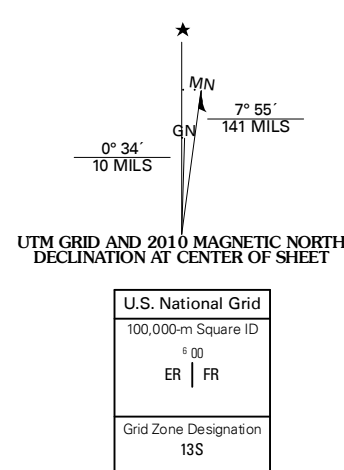 ★
MN
GN
7° 55´
141 MILS
0° 34´
10 MILS
UTM GRID AND 2010 MAGNETIC NORTH
DECLINATION AT CENTER OF SHEET
U.S. National Grid
100,000-m Square ID
6 00
ER | FR
Grid Zone Designation
13S